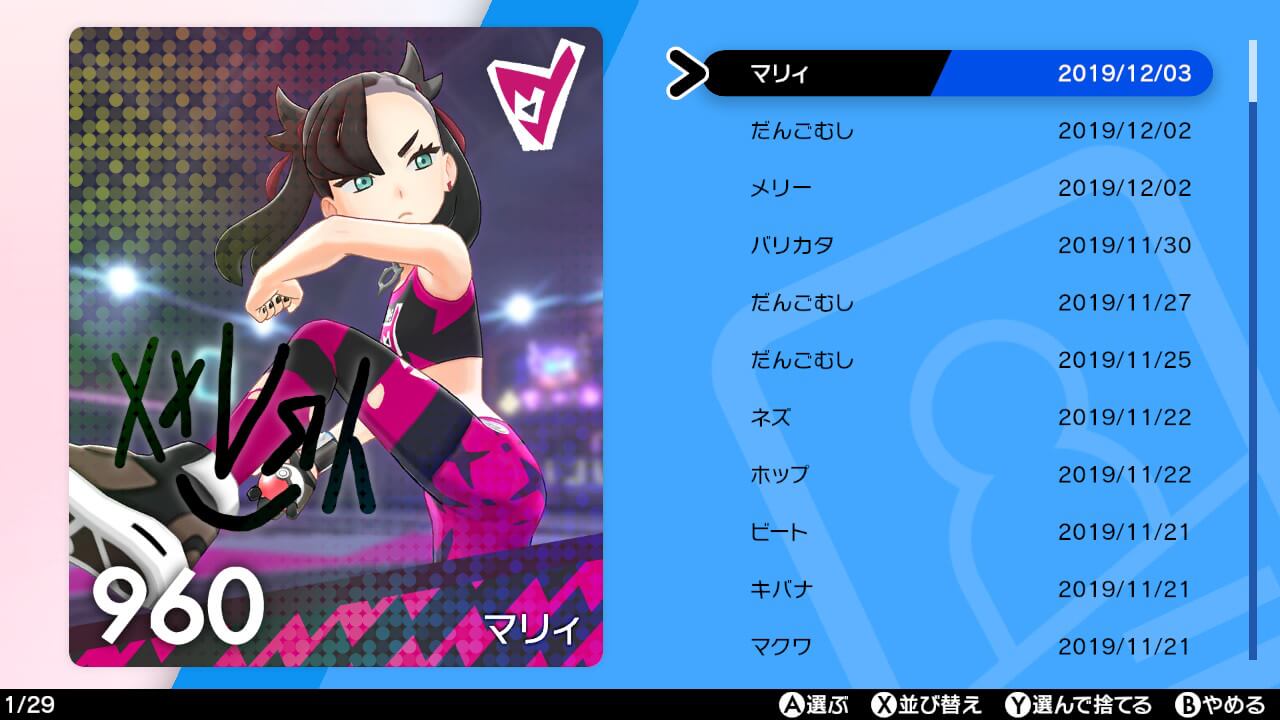 マリィ 2019/12/03
だんごむし 2019/12/02
メリー 2019/12/02
バリカタ 2019/11/30
だんごむし 2019/11/27
だんごむし 2019/11/25
ネズ 2019/11/22
ホップ 2019/11/22
ビート 2019/11/21
キバナ 2019/11/21
マクワ 2019/11/21
960
マリィ
1/29
A選ぶ X並び替え Y選んで捨てる Bやめる